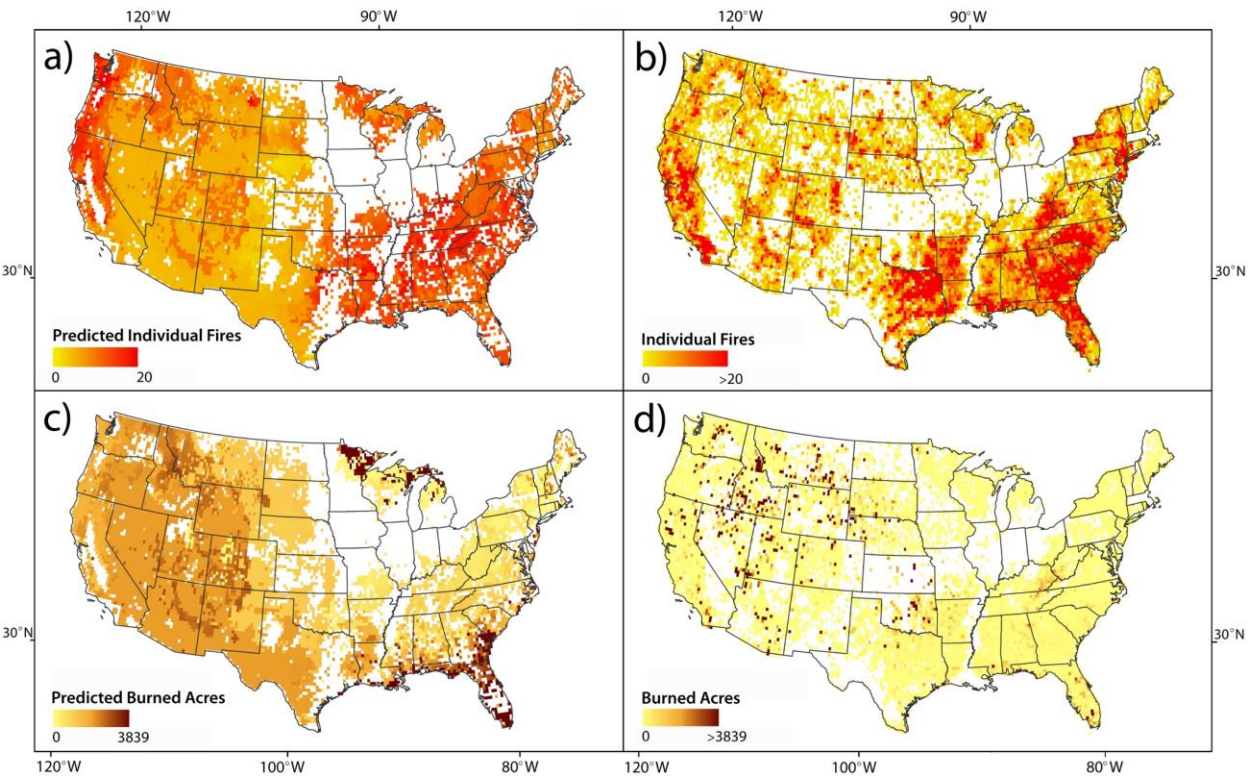 120°W 90°W 120°W 90°W
a) b)
30°N 30°N
Predicted Individual Fires
0 20
Individual Fires
0 >20
c) d)
30°N 30°N
Predicted Burned Acres
0 3839
Burned Acres
0 >3839
120°W 100°W 80°W 120°W 100°W 80°W